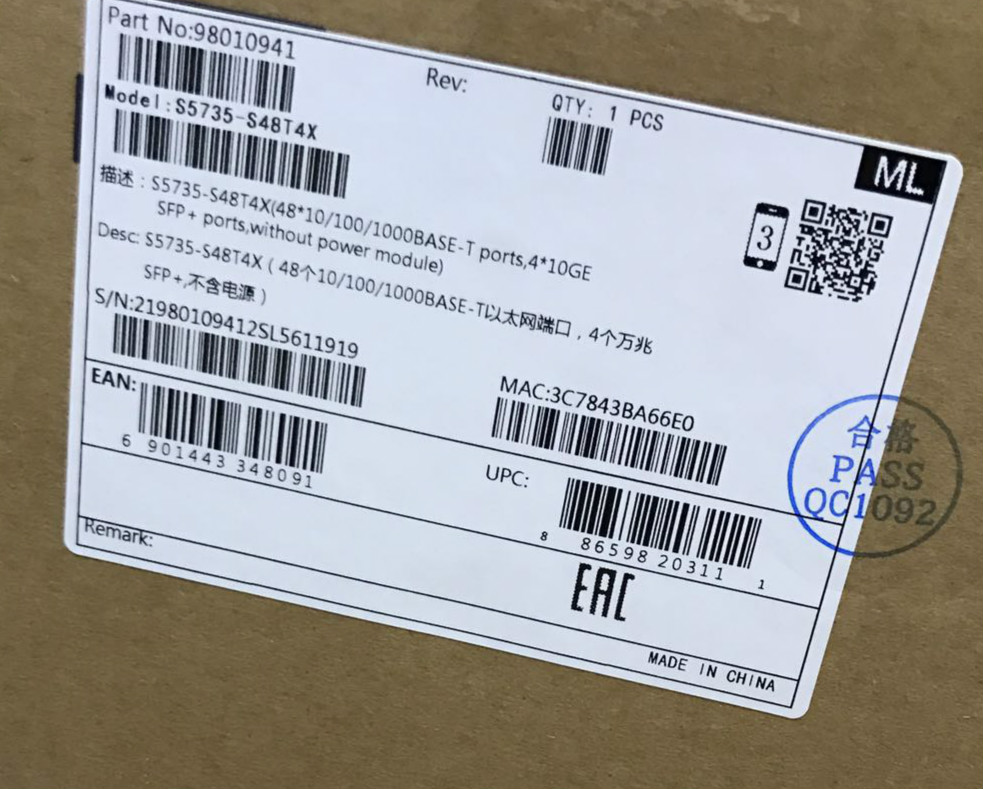 Part No:98010941
Rev:
QTY: 1 PCS
ML
Model:S5735-S48T4X
3
描述：S5735-S48T4X(48*10/100/1000BASE-T ports,4*10GE
SFP+ ports,without power module)
Desc: S5735-S48T4X（48个10/100/1000BASE-T以太网端口，4个万兆
SFP+,不含电源）
S/N:21980109412SL5611919
MAC:3C7843BA66E0
EAN:
6 901443 348091
UPC:
8 86598 20311 1
合格
PASS
QC1092
Remark:
EAC
MADE IN CHINA